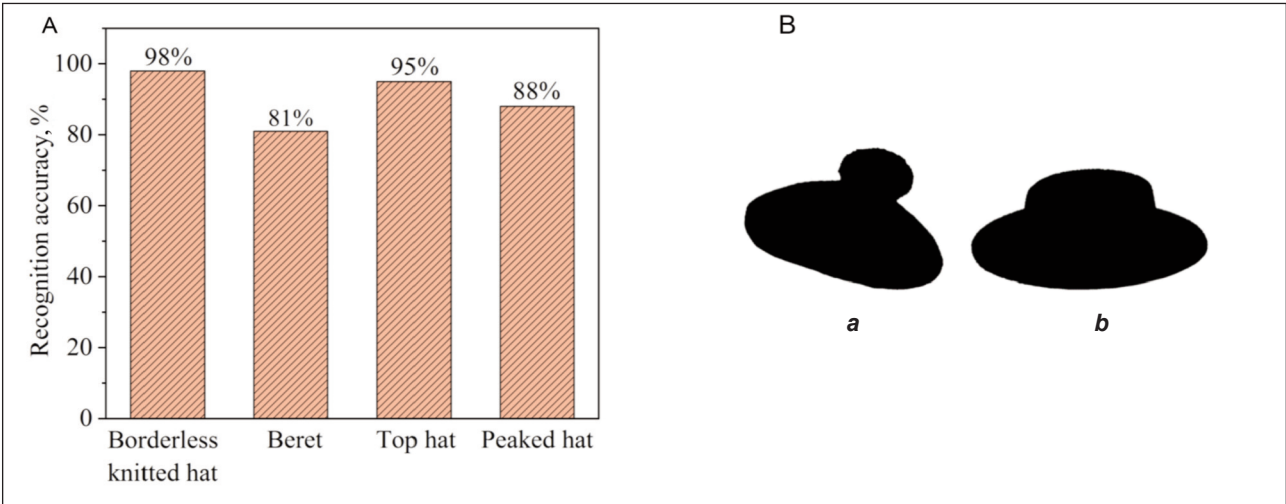 A
B
Recognition accuracy, %
100
80
60
40
20
0
98%
81%
95%
88%
Borderless
knitted hat
Beret
Top hat
Peaked hat
a
b